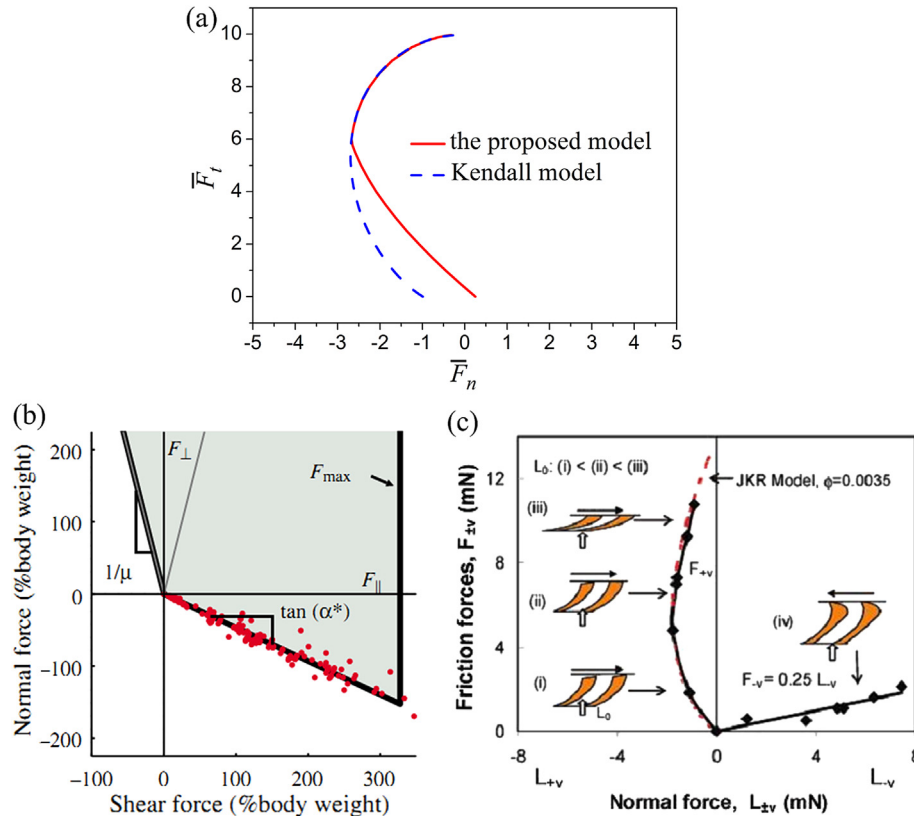 (a)
10
8
6
4
2
0
F̅t
the proposed model
Kendall model
-5 -4 -3 -2 -1 0 1 2 3 4 5
F̅n
(b)
200
100
0
−100
−200
Normal force (%body weight)
F⊥
Fmax
F∥
1/μ
tan (α*)
−100 0 100 200 300
Shear force (%body weight)
(c)
12
8
4
0
Friction forces, F±v (mN)
L0: (i) < (ii) < (iii)
JKR Model, ϕ=0.0035
(iii)
F+v
(ii)
(iv)
F-v = 0.25 L-v
(i)
L0
-8 -4 0 4 8
L+v L-v
Normal force, L±v (mN)